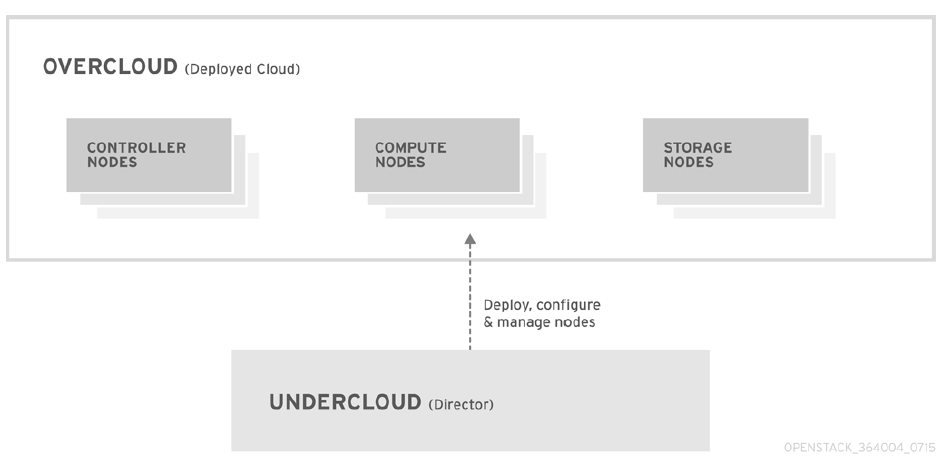 OVERCLOUD (Deployed Cloud)
CONTROLLER
NODES
COMPUTE
NODES
STORAGE
NODES
Deploy, configure
& manage nodes
UNDERCLOUD (Director)
OPENSTACK_364004_0715